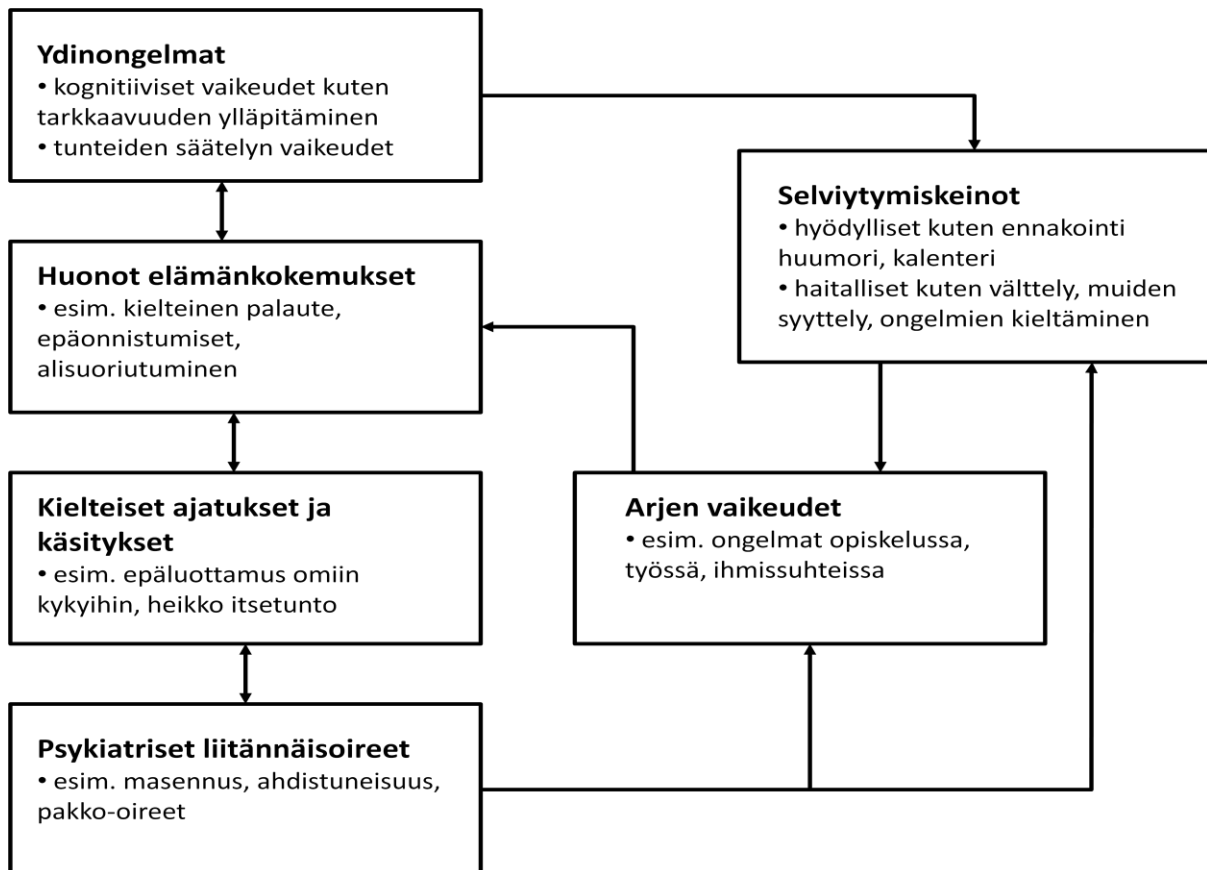 Ydinongelmat
• kognitiiviset vaikeudet kuten
tarkkaavuuden ylläpitäminen
• tunteiden säätelyn vaikeudet
Selviytymiskeinot
• hyödylliset kuten ennakointi
huumori, kalenteri
• haitalliset kuten välttely, muiden
syyttely, ongelmien kieltäminen
Huonot elämänkokemukset
• esim. kielteinen palaute,
epäonnistumiset,
alisuoriutuminen
Kielteiset ajatukset ja
käsitykset
• esim. epäluottamus omiin
kykyihin, heikko itsetunto
Arjen vaikeudet
• esim. ongelmat opiskelussa,
työssä, ihmissuhteissa
Psykiatriset liitännäisoireet
• esim. masennus, ahdistuneisuus,
pakko-oireet